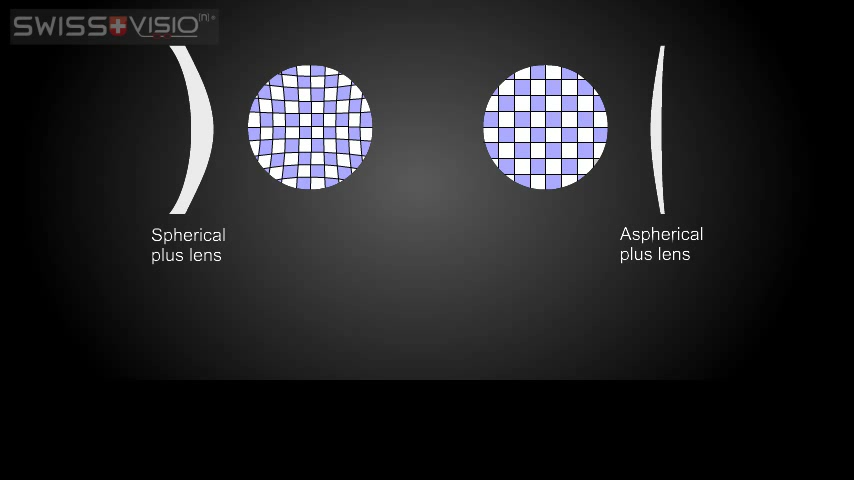 SWISS+VISIO
Spherical
plus lens
Aspherical
plus lens